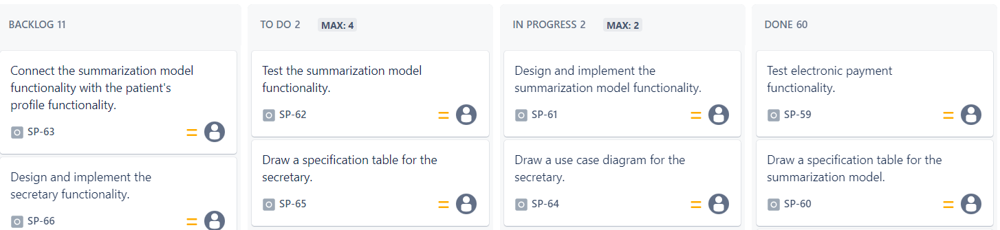 BACKLOG 11
Connect the summarization model
functionality with the patient's
profile functionality.
SP-63
Design and implement the
secretary functionality.
SP-66
TO DO 2 MAX: 4
Test the summarization model
functionality.
SP-62
Draw a specification table for the
secretary.
SP-65
IN PROGRESS 2 MAX: 2
Design and implement the
summarization model functionality.
SP-61
Draw a use case diagram for the
secretary.
SP-64
DONE 60
Test electronic payment
functionality.
SP-59
Draw a specification table for the
summarization model.
SP-60